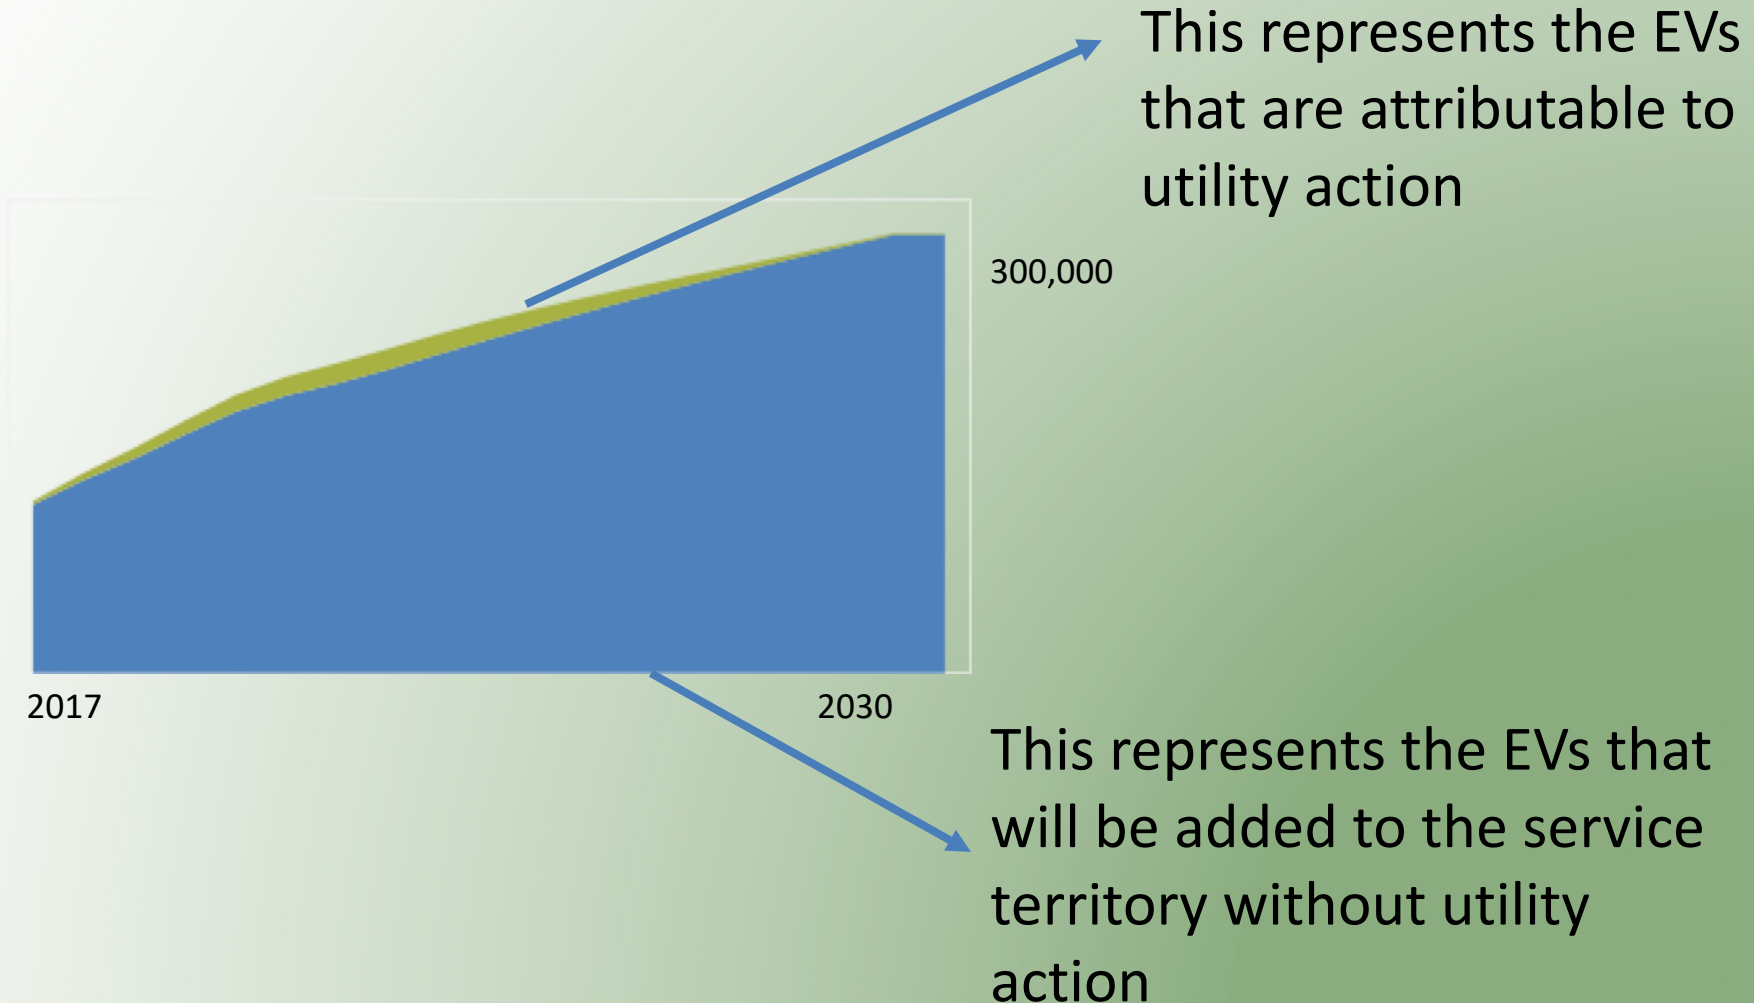 This represents the EVs
that are attributable to
utility action
300,000
2017
2030
This represents the EVs that
will be added to the service
territory without utility
action